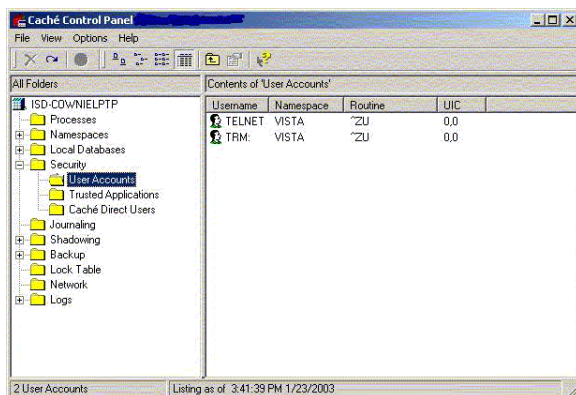 Caché Control Panel
File View Options Help
All Folders
Contents of 'User Accounts'
ISD-COWNIELPTP
Processes
Namespaces
Local Databases
Security
User Accounts
Trusted Applications
Caché Direct Users
Journaling
Shadowing
Backup
Lock Table
Network
Logs
Username Namespace Routine UIC
TELNET VISTA ^ZU 0,0
TRM: VISTA ^ZU 0,0
2 User Accounts
Listing as of 3:41:39 PM 1/23/2003